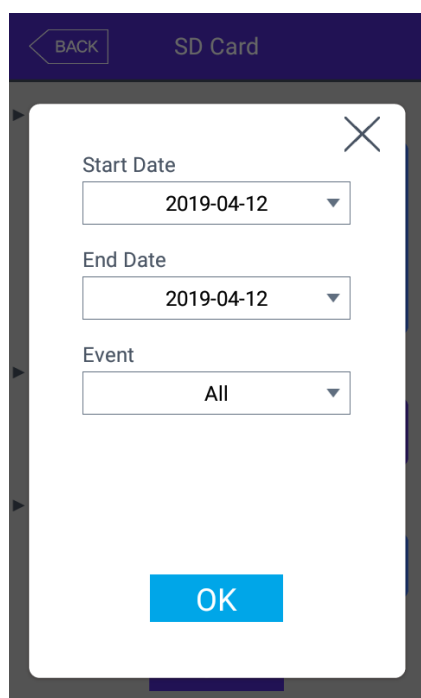 BACK
SD Card
Start Date
2019-04-12
End Date
2019-04-12
Event
All
OK